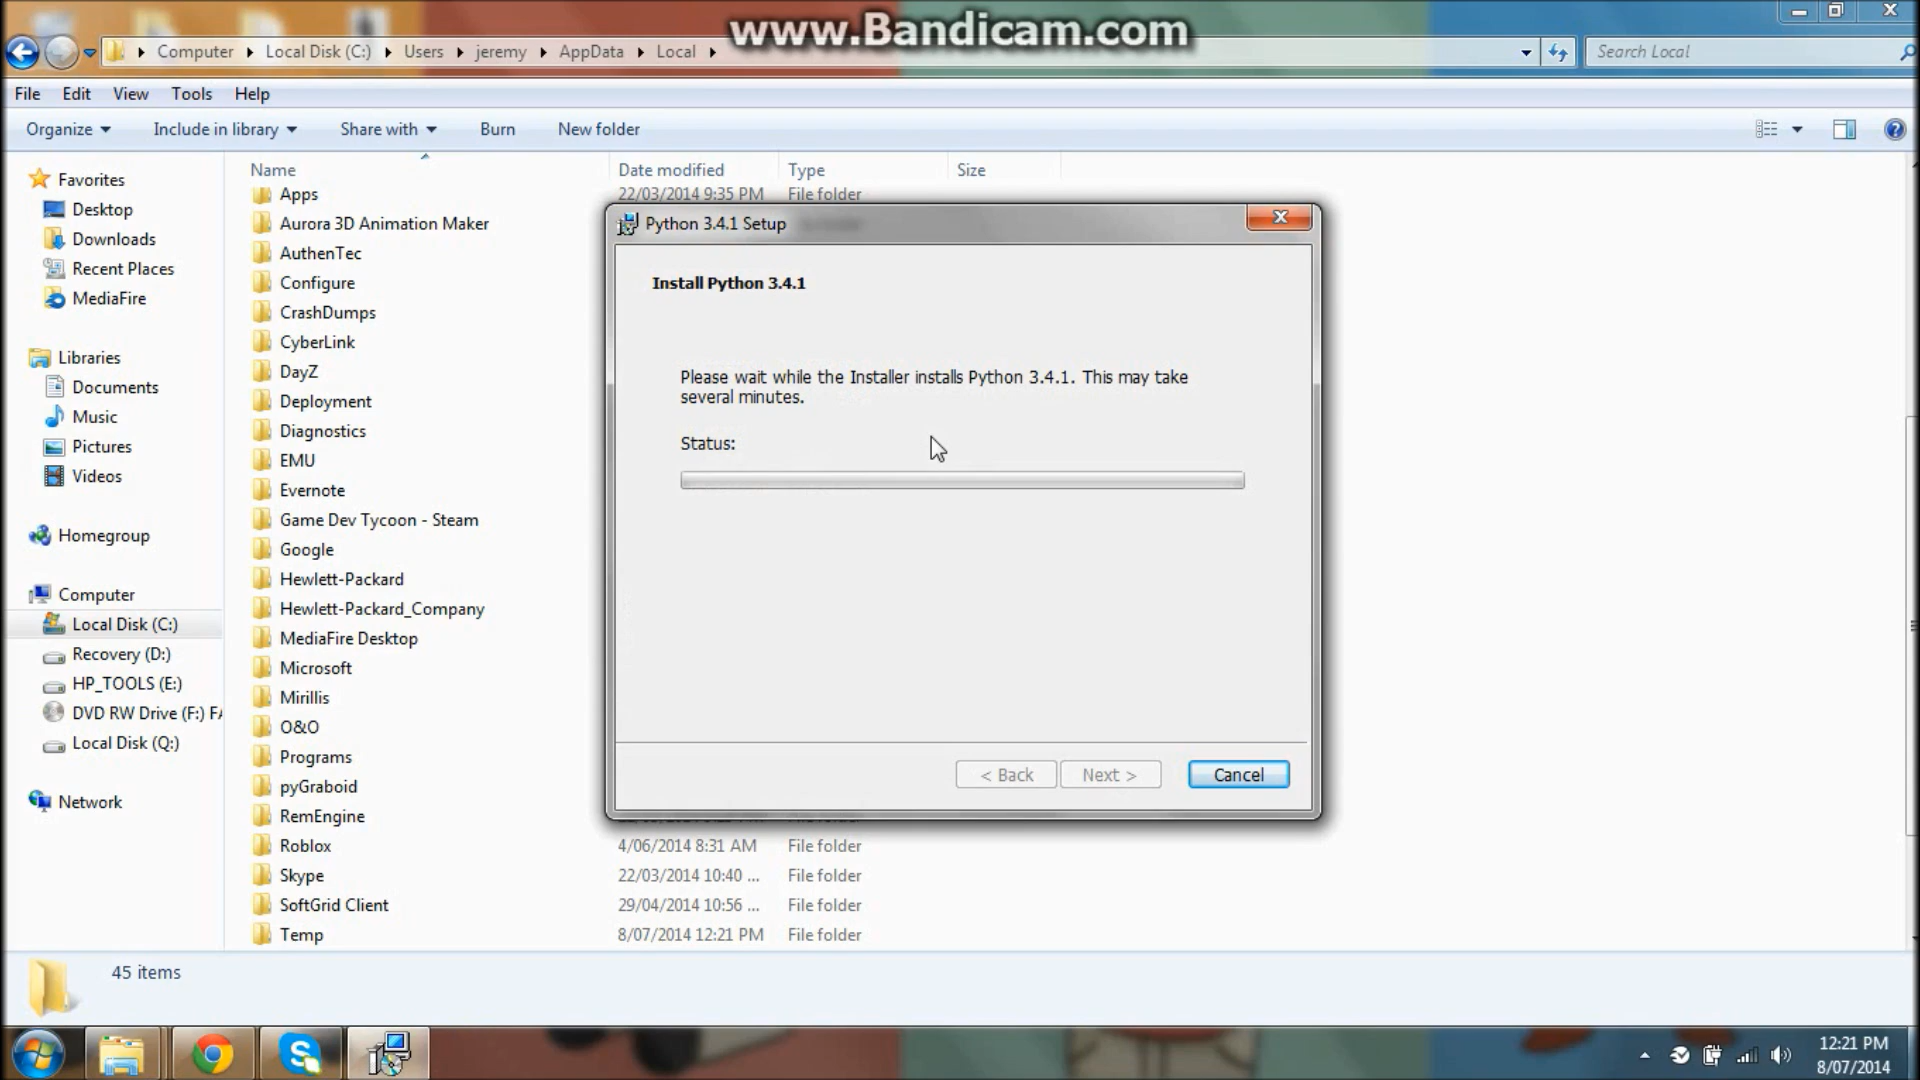 www.Bandicam.com
Computer Local Disk (C:) Users jeremy AppData Local
Search Local
File Edit View Tools Help
Organize Include in library Share with Burn New folder
Name Date modified Type Size
Favorites
Desktop
Downloads
Recent Places
MediaFire
Libraries
Documents
Music
Pictures
Videos
Homegroup
Computer
Local Disk (C:)
Recovery (D:)
HP_TOOLS (E:)
DVD RW Drive (F:) FA
Local Disk (Q:)
Network
Apps 22/03/2014 9:35 PM File folder
Aurora 3D Animation Maker
AuthenTec
Configure
CrashDumps
CyberLink
DayZ
Deployment
Diagnostics
EMU
Evernote
Game Dev Tycoon - Steam
Google
Hewlett-Packard
Hewlett-Packard_Company
MediaFire Desktop
Microsoft
Mirillis
O&O
Programs
pyGraboid
RemEngine
Roblox 4/06/2014 8:31 AM File folder
Skype 22/03/2014 10:40 ... File folder
SoftGrid Client 29/04/2014 10:56 ... File folder
Temp 8/07/2014 12:21 PM File folder
Python 3.4.1 Setup
Install Python 3.4.1
Please wait while the Installer installs Python 3.4.1. This may take
several minutes.
Status:
< Back Next > Cancel
45 items
12:21 PM
8/07/2014